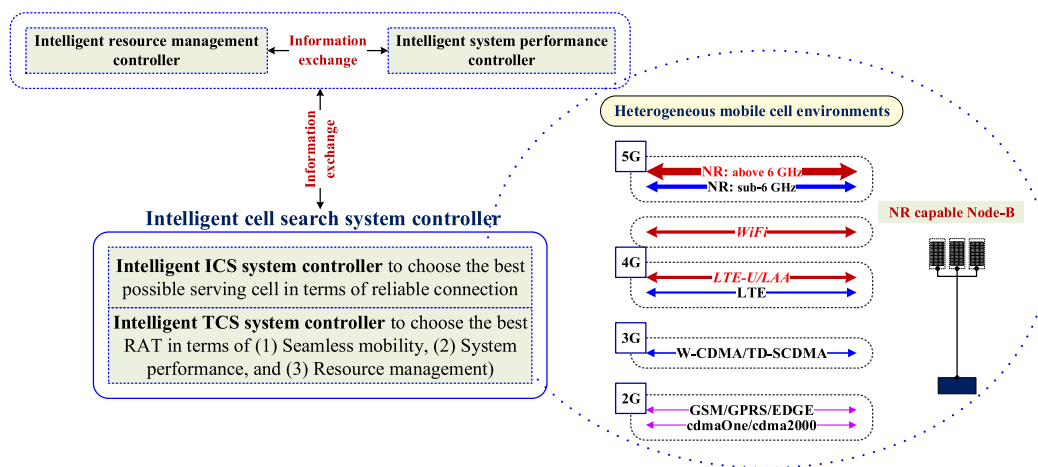 Intelligent resource management
controller
Information
exchange
Intelligent system performance
controller
Information
exchange
Intelligent cell search system controller
Intelligent ICS system controller to choose the best
possible serving cell in terms of reliable connection
Intelligent TCS system controller to choose the best
RAT in terms of (1) Seamless mobility, (2) System
performance, and (3) Resource management)
Heterogeneous mobile cell environments
5G
NR: above 6 GHz
NR: sub-6 GHz
WiFi
4G
LTE-U/LAA
LTE
3G
W-CDMA/TD-SCDMA
2G
GSM/GPRS/EDGE
cdmaOne/cdma2000
NR capable Node-B